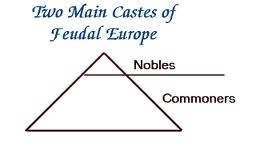 Two Main Castes of
Feudal Europe
Nobles
Commoners